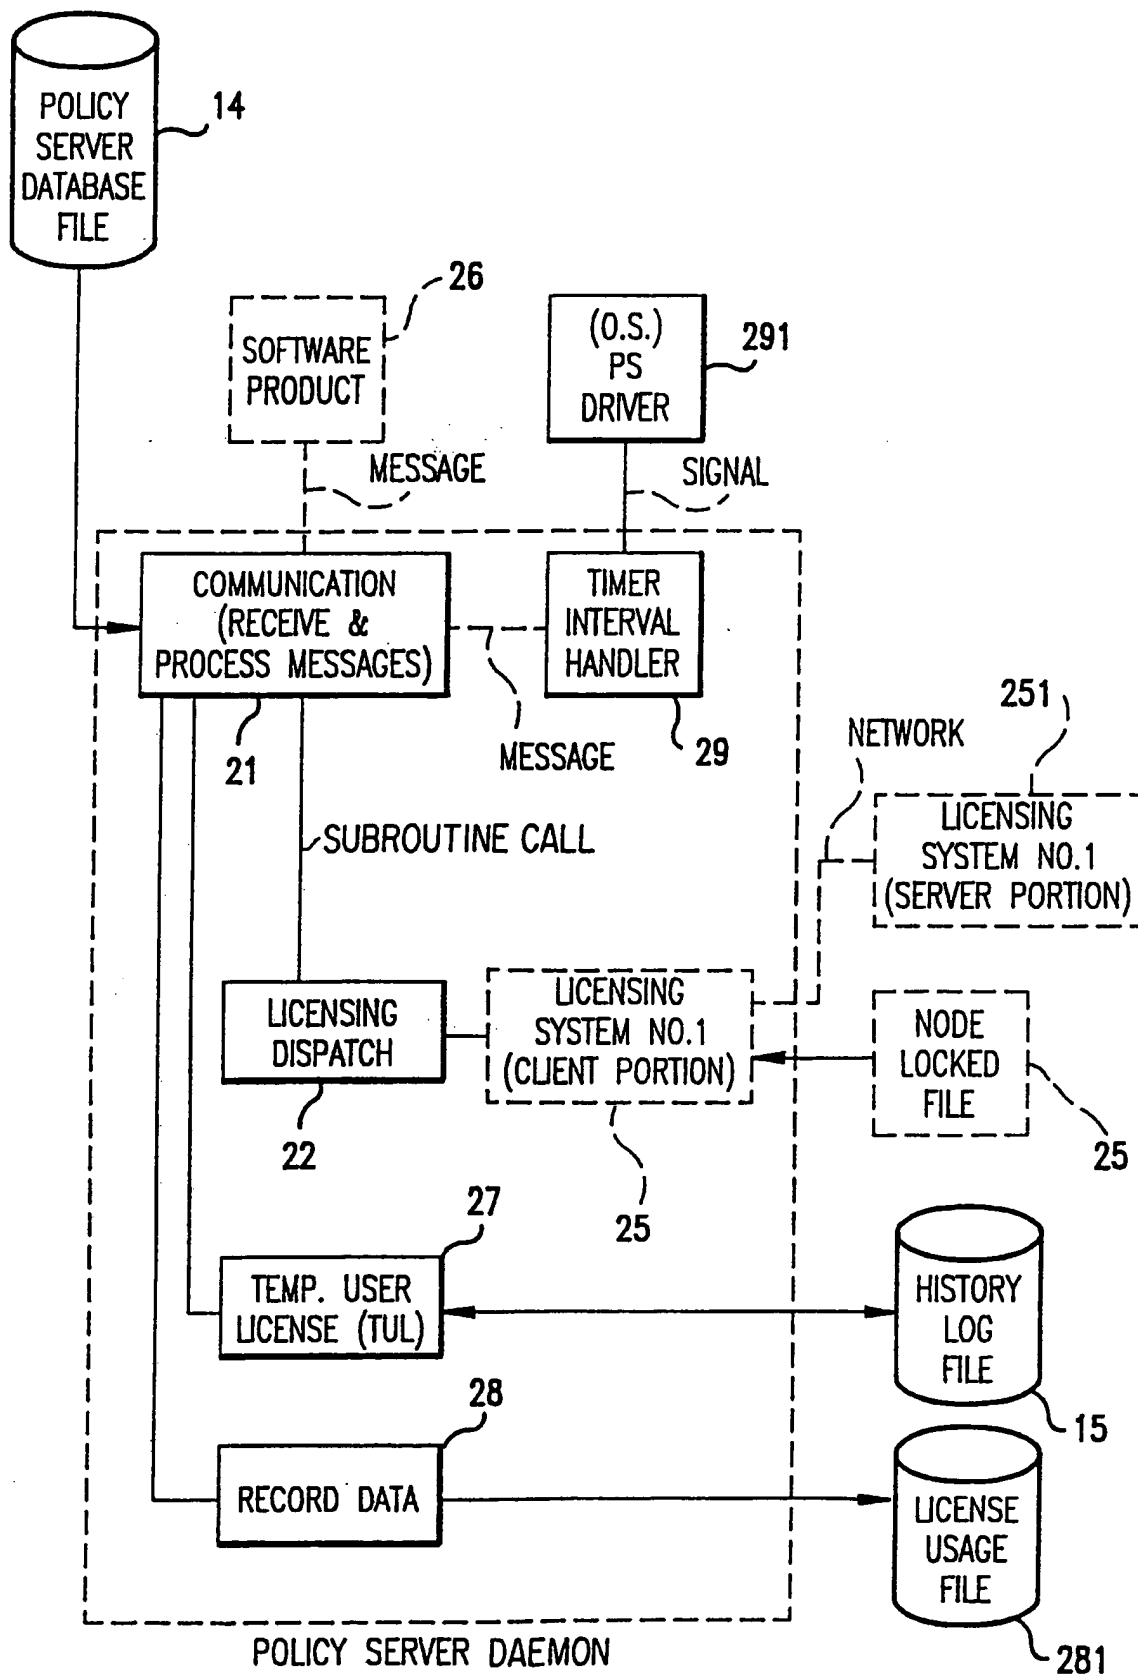 POLICY
SERVER
DATABASE
FILE
14
SOFTWARE
PRODUCT
26
(O.S.)
PS
DRIVER
291
MESSAGE
SIGNAL
COMMUNICATION
(RECEIVE &
PROCESS MESSAGES)
21
MESSAGE
TIMER
INTERVAL
HANDLER
29
NETWORK
251
LICENSING
SYSTEM NO.1
(SERVER PORTION)
SUBROUTINE CALL
LICENSING
DISPATCH
22
LICENSING
SYSTEM NO.1
(CLIENT PORTION)
25
NODE
LOCKED
FILE
25
27
TEMP. USER
LICENSE (TUL)
HISTORY
LOG
FILE
15
28
RECORD DATA
LICENSE
USAGE
FILE
281
POLICY SERVER DAEMON